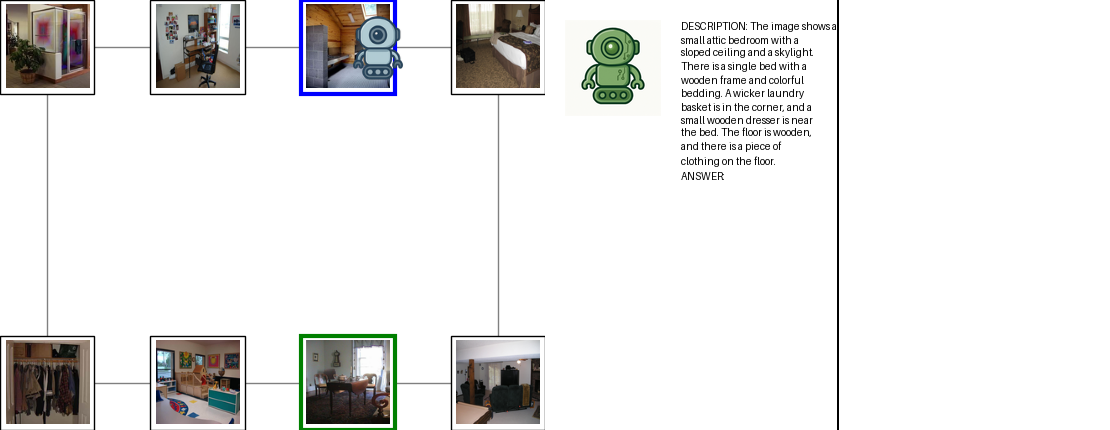 DESCRIPTION: The image shows a
small attic bedroom with a
sloped ceiling and a skylight.
There is a single bed with a
wooden frame and colorful
bedding. A wicker laundry
basket is in the corner, and a
small wooden dresser is near
the bed. The floor is wooden,
and there is a piece of
clothing on the floor.
ANSWER: